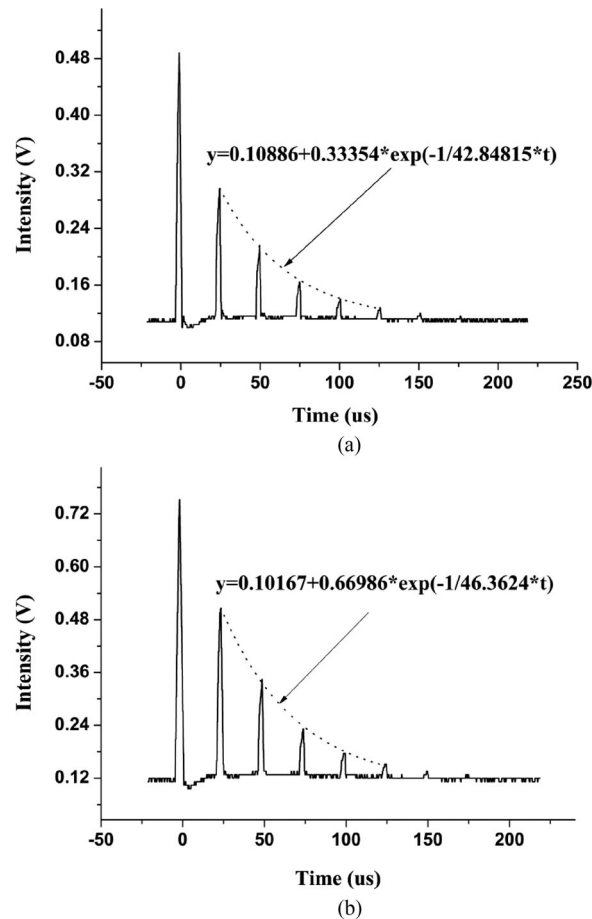 0.48
0.40
y=0.10886+0.33354*exp(-1/42.84815*t)
0.32
Intensity (V)
0.24
0.16
0.08
-50 0 50 100 150 200 250
Time (us)
(a)
0.72
0.60
y=0.10167+0.66986*exp(-1/46.3624*t)
0.48
Intensity (V)
0.36
0.24
0.12
-50 0 50 100 150 200
Time (us)
(b)